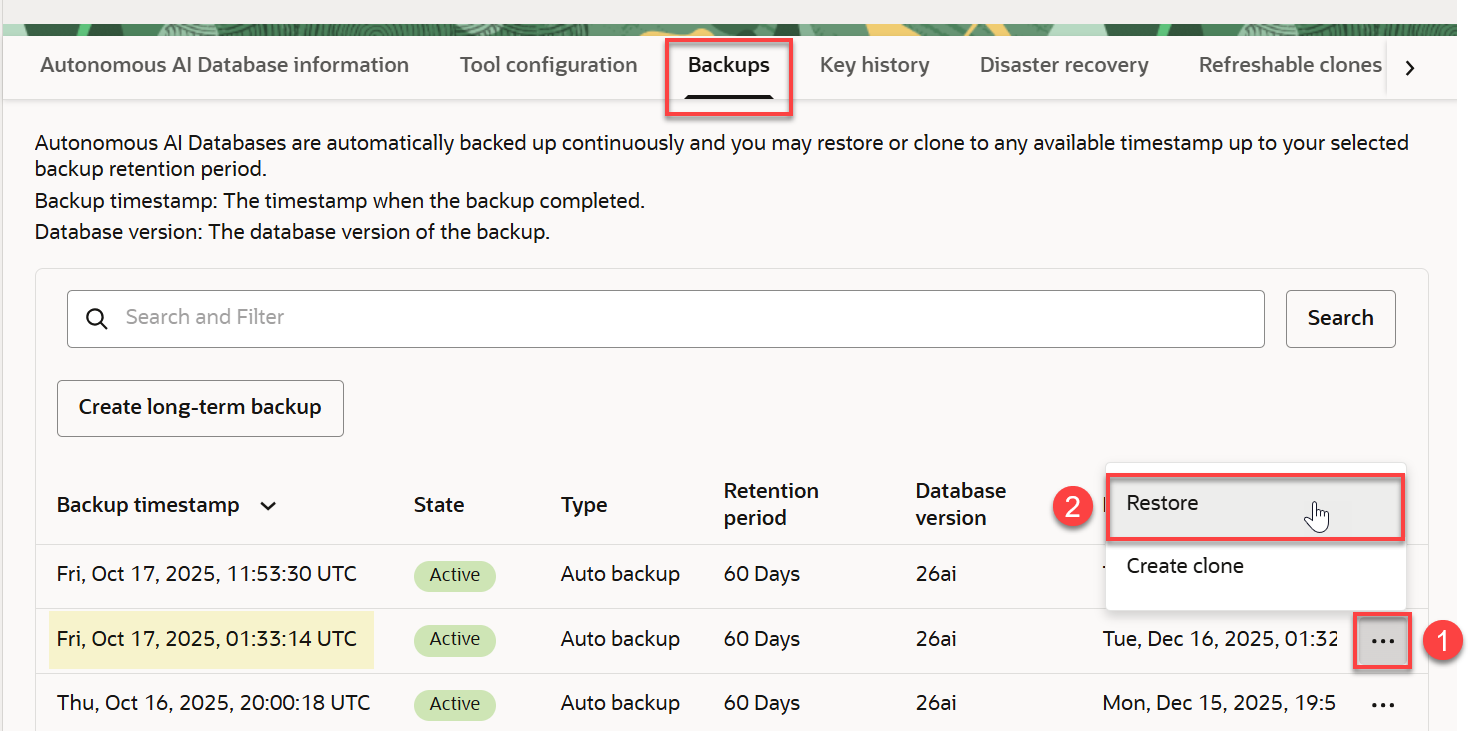 Autonomous AI Database information Tool configuration Backups Key history Disaster recovery Refreshable clones
Autonomous AI Databases are automatically backed up continuously and you may restore or clone to any available timestamp up to your selected
backup retention period.
Backup timestamp: The timestamp when the backup completed.
Database version: The database version of the backup.
Search and Filter Search
Create long-term backup
Backup timestamp State Type Retention period Database version
2 Restore
Create clone
Fri, Oct 17, 2025, 11:53:30 UTC Active Auto backup 60 Days 26ai
Fri, Oct 17, 2025, 01:33:14 UTC Active Auto backup 60 Days 26ai Tue, Dec 16, 2025, 01:32 ... 1
Thu, Oct 16, 2025, 20:00:18 UTC Active Auto backup 60 Days 26ai Mon, Dec 15, 2025, 19:5 ...